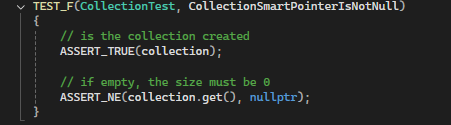 TEST_F(CollectionTest, CollectionSmartPointerIsNotNull)
{
    // is the collection created
    ASSERT_TRUE(collection);
    // if empty, the size must be 0
    ASSERT_NE(collection.get(), nullptr);
}